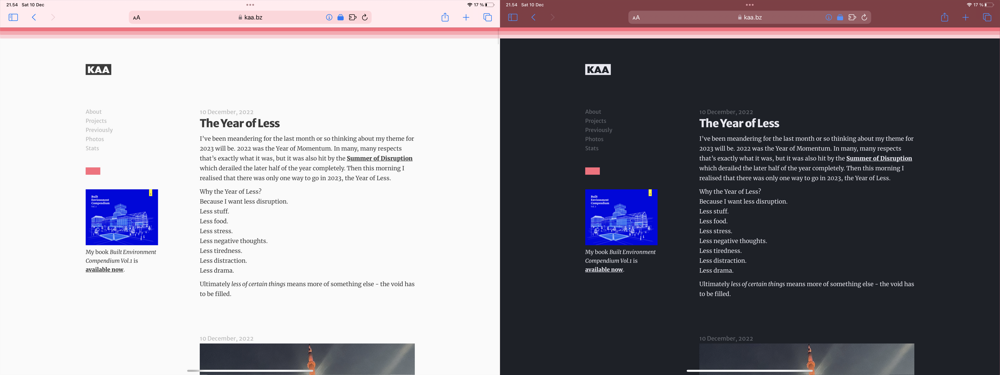 21.54 Sat 10 Dec
17 %
AA
kaa.bz
KAA
About
Projects
Previously
Photos
Stats
My book Built Environment
Compendium Vol.1 is
available now.
10 December, 2022
The Year of Less
I've been meandering for the last month or so thinking about my theme for
2023 will be. 2022 was the Year of Momentum. In many, many respects
that's exactly what it was, but it was also hit by the Summer of Disruption
which derailed the later half of the year completely. Then this morning I
realised that there was only one way to go in 2023, the Year of Less.
Why the Year of Less?
Because I want less disruption.
Less stuff.
Less food.
Less stress.
Less negative thoughts.
Less tiredness.
Less distraction.
Less drama.
Ultimately less of certain things means more of something else - the void has
to be filled.
10 December, 2022
21.54 Sat 10 Dec
17 %
AA
kaa.bz
KAA
About
Projects
Previously
Photos
Stats
My book Built Environment
Compendium Vol.1 is
available now.
10 December, 2022
The Year of Less
I've been meandering for the last month or so thinking about my theme for
2023 will be. 2022 was the Year of Momentum. In many, many respects
that's exactly what it was, but it was also hit by the Summer of Disruption
which derailed the later half of the year completely. Then this morning I
realised that there was only one way to go in 2023, the Year of Less.
Why the Year of Less?
Because I want less disruption.
Less stuff.
Less food.
Less stress.
Less negative thoughts.
Less tiredness.
Less distraction.
Less drama.
Ultimately less of certain things means more of something else - the void has
to be filled.
10 December, 2022